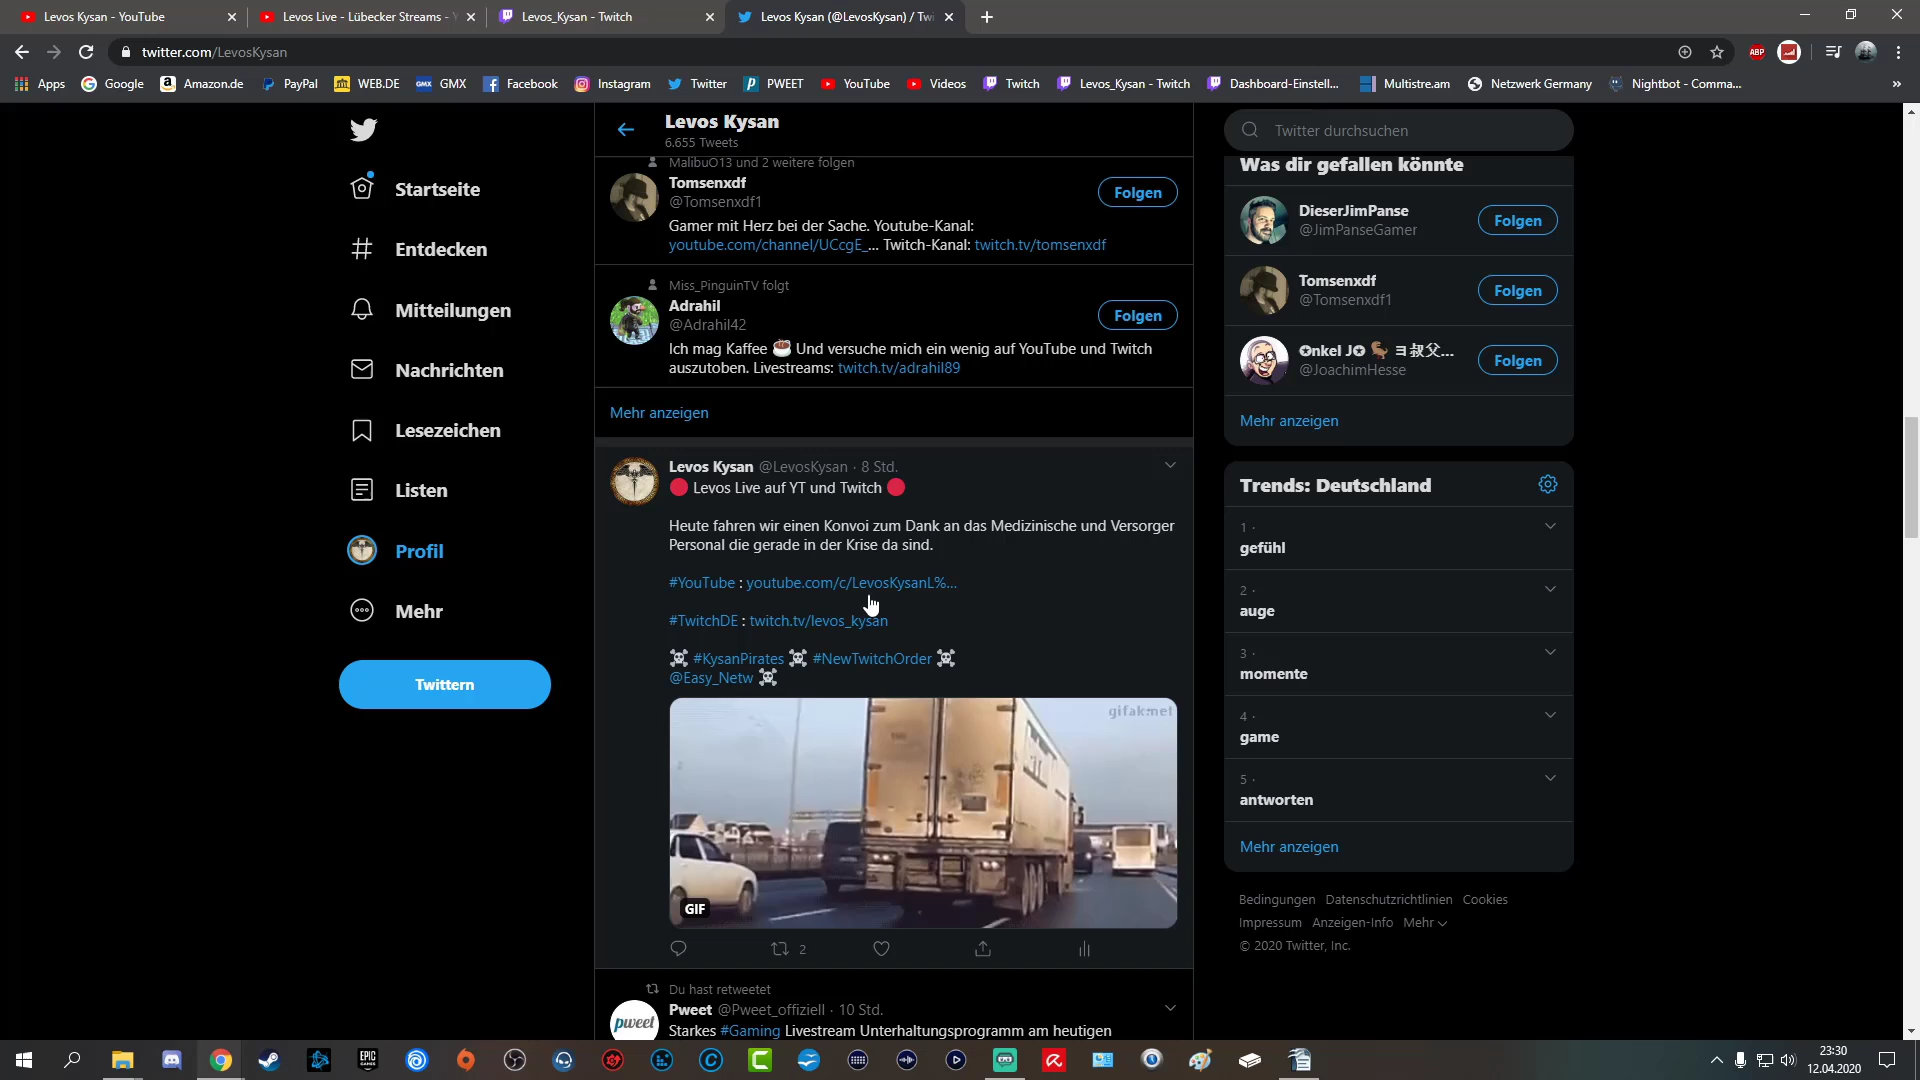 Levos Kysan - YouTube
Levos Live - Lübecker Streams - Y
Levos_Kysan - Twitch
Levos Kysan (@LevosKysan) / Twi
twitter.com/LevosKysan
ABP
Apps
Google
Amazon.de
PayPal
WEB.DE
GMX
Facebook
Instagram
Twitter
PWEET
YouTube
Videos
Twitch
Levos_Kysan - Twitch
Dashboard-Einstell...
Multistre.am
Netzwerk Germany
Nightbot - Comma...
»
Startseite
Entdecken
Mitteilungen
Nachrichten
Lesezeichen
Listen
Profil
Mehr
Twittern
Levos Kysan
6.655 Tweets
MalibuO13 und 2 weitere folgen
Tomsenxdf
@Tomsenxdf1
Folgen
Gamer mit Herz bei der Sache. Youtube-Kanal:
youtube.com/channel/UCcgE_... Twitch-Kanal: twitch.tv/tomsenxdf
Miss_PinguinTV folgt
Adrahil
@Adrahil42
Folgen
Ich mag Kaffee ☕ Und versuche mich ein wenig auf YouTube und Twitch
auszutoben. Livestreams: twitch.tv/adrahil89
Mehr anzeigen
Levos Kysan @LevosKysan · 8 Std.
🔴 Levos Live auf YT und Twitch 🔴
Heute fahren wir einen Konvoi zum Dank an das Medizinische und Versorger
Personal die gerade in der Krise da sind.
#YouTube : youtube.com/c/LevosKysanL%...
#TwitchDE : twitch.tv/levos_kysan
☠ #KysanPirates ☠ #NewTwitchOrder ☠
@Easy_Netw ☠
gifak.net
GIF
2
Du hast retweetet
Pweet @Pweet_offiziell · 10 Std.
pweet
Starkes #Gaming Livestream Unterhaltungsprogramm am heutigen
Twitter durchsuchen
Was dir gefallen könnte
DieserJimPanse
@JimPanseGamer
Folgen
Tomsenxdf
@Tomsenxdf1
Folgen
✪nkel J✪ 🦖 ヨ叔父...
@JoachimHesse
Folgen
Mehr anzeigen
Trends: Deutschland
1 ·
gefühl
2 ·
auge
3 ·
momente
4 ·
game
5 ·
antworten
Mehr anzeigen
Bedingungen Datenschutzrichtlinien Cookies
Impressum Anzeigen-Info Mehr
© 2020 Twitter, Inc.
EPIC GAMES
23:30
12.04.2020